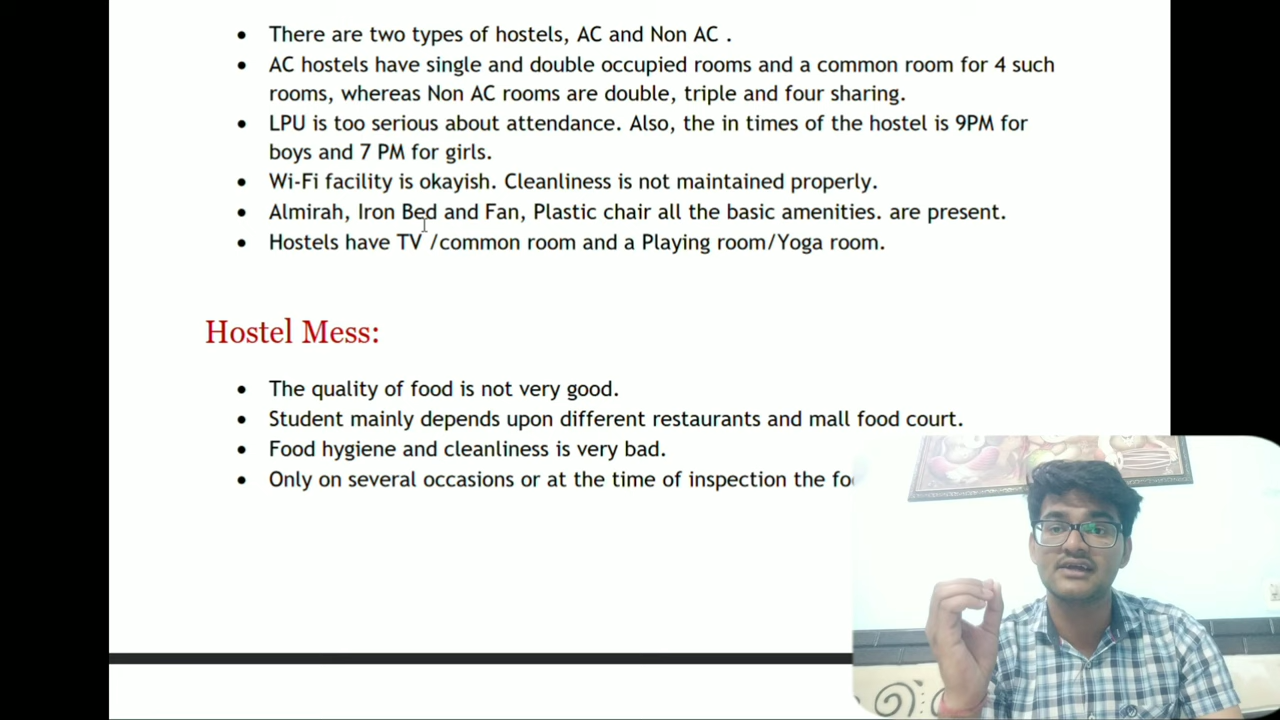 • There are two types of hostels, AC and Non AC .
• AC hostels have single and double occupied rooms and a common room for 4 such
rooms, whereas Non AC rooms are double, triple and four sharing.
• LPU is too serious about attendance. Also, the in times of the hostel is 9PM for
boys and 7 PM for girls.
• Wi-Fi facility is okayish. Cleanliness is not maintained properly.
• Almirah, Iron Bed and Fan, Plastic chair all the basic amenities. are present.
• Hostels have TV /common room and a Playing room/Yoga room.
Hostel Mess:
• The quality of food is not very good.
• Student mainly depends upon different restaurants and mall food court.
• Food hygiene and cleanliness is very bad.
• Only on several occasions or at the time of inspection the